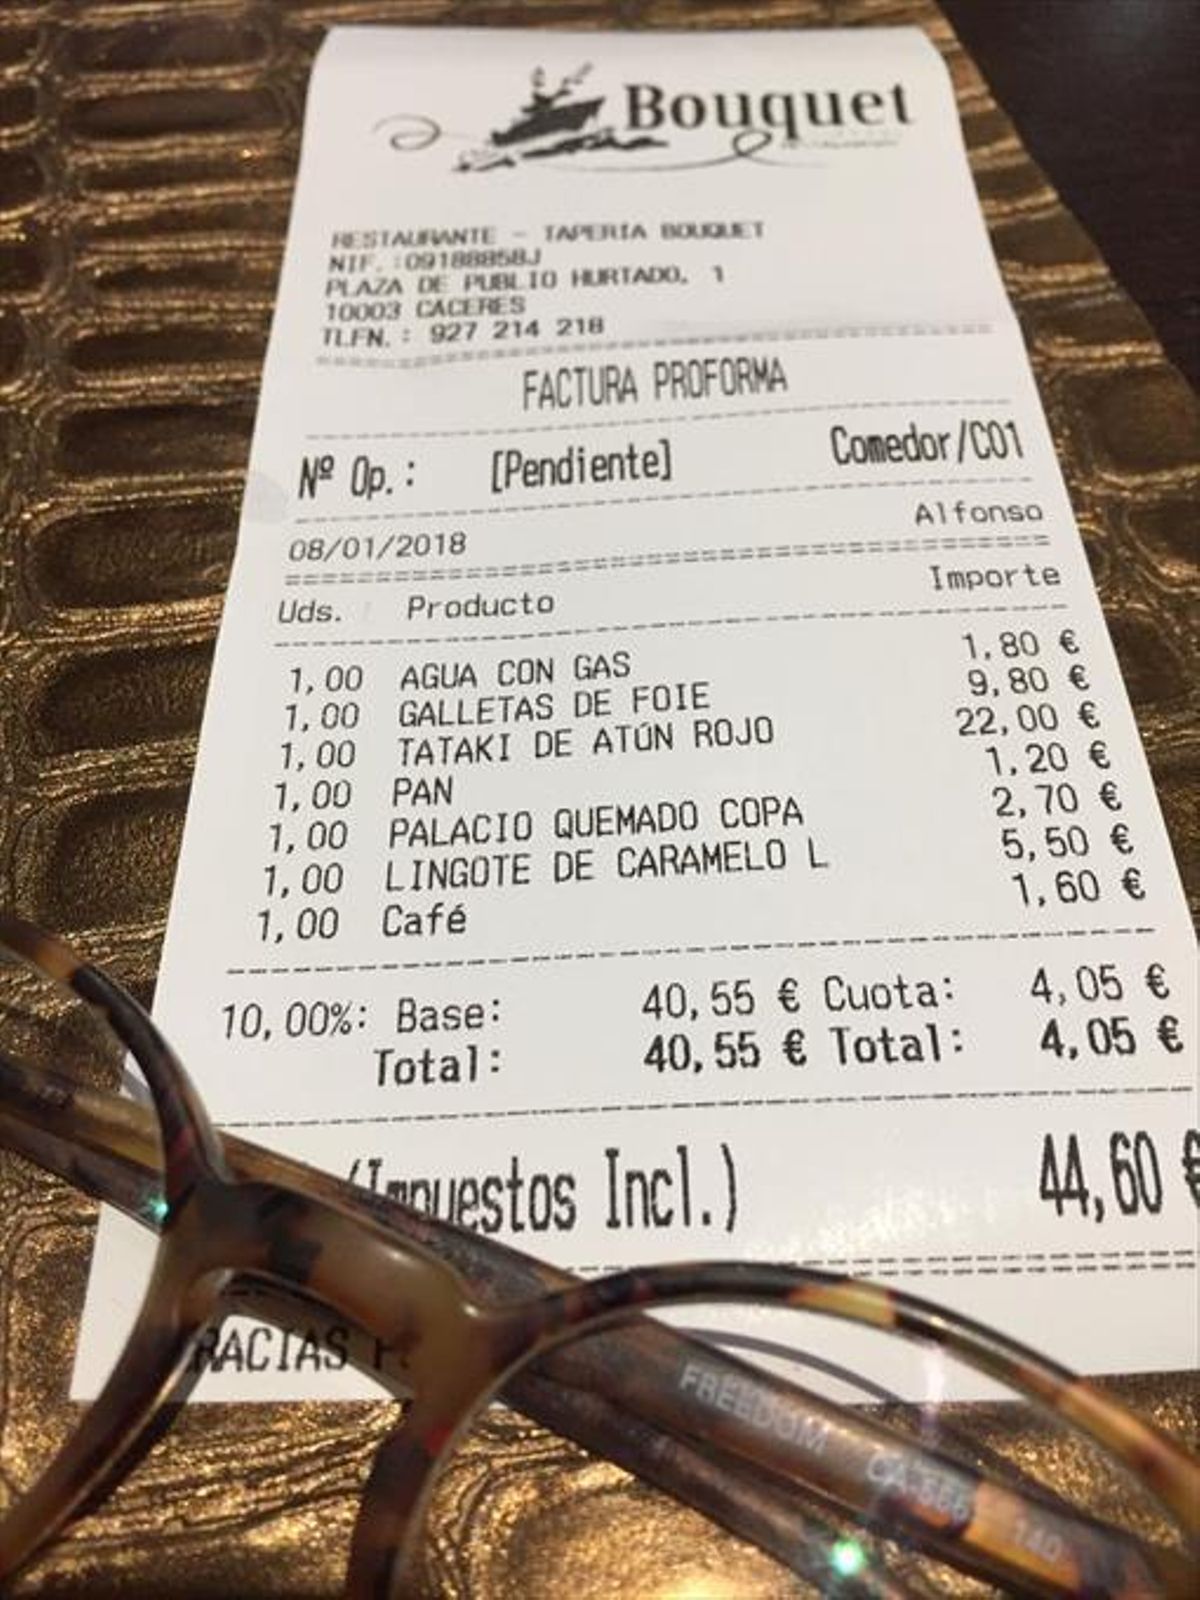 Bouquet
RESTAURANTE - TAPERÍA BOUQUET
NIF. :09188858J
PLAZA DE PUBLIO HURTADO, 1
10003 CACERES
TLFN. : 927 214 218
FACTURA PROFORMA
Nº Op.: [Pendiente] Comedor/C01
08/01/2018 Alfonso
Uds. Producto Importe
1,00 AGUA CON GAS 1,80 €
1,00 GALLETAS DE FOIE 9,80 €
1,00 TATAKI DE ATÚN ROJO 22,00 €
1,00 PAN 1,20 €
1,00 PALACIO QUEMADO COPA 2,70 €
1,00 LINGOTE DE CARAMELO L 5,50 €
1,00 Café 1,60 €
10,00%: Base: 40,55 € Cuota: 4,05 €
Total: 40,55 € Total: 4,05 €
(Impuestos Incl.) 44,60 €
RACIAS
FREEDOM
140